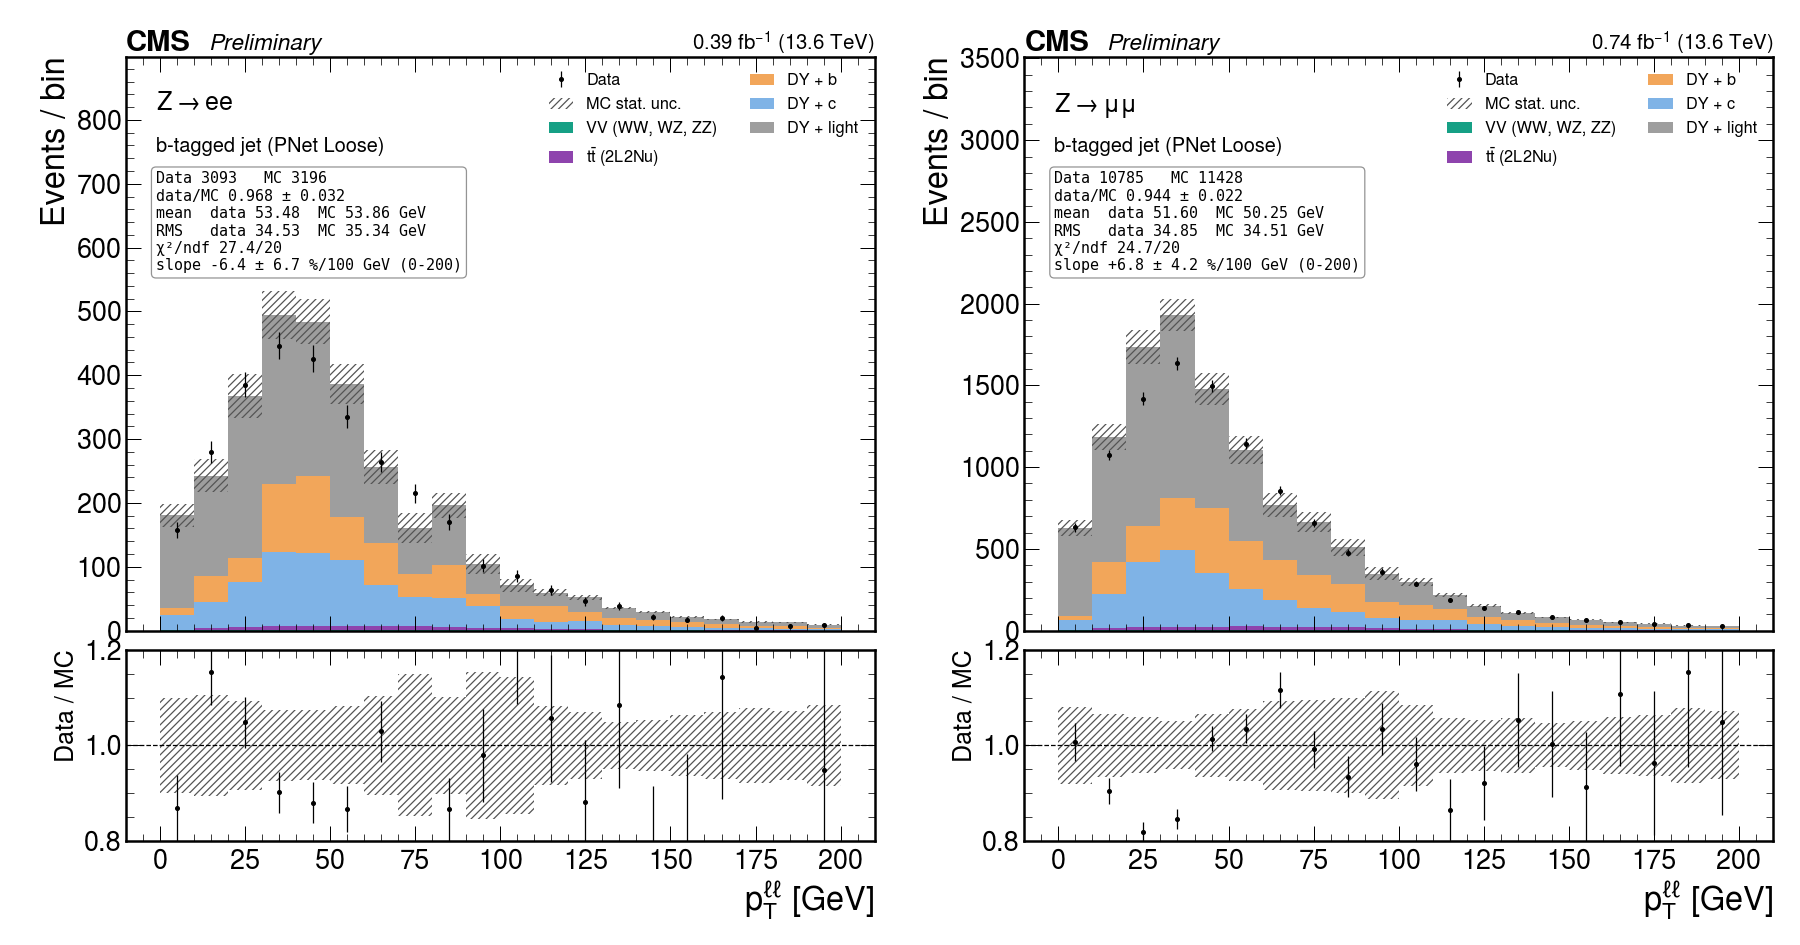 CMS Preliminary 0.39 fb⁻¹ (13.6 TeV)
Events / bin
Z → ee
b-tagged jet (PNet Loose)
Data 3093   MC 3196
data/MC 0.968 ± 0.032
mean  data 53.48  MC 53.86 GeV
RMS   data 34.53  MC 35.34 GeV
χ²/ndf 27.4/20
slope -6.4 ± 6.7 %/100 GeV (0-200)
Data
MC stat. unc.
VV (WW, WZ, ZZ)
tt̄ (2L2Nu)
DY + b
DY + c
DY + light
800
700
600
500
400
300
200
100
0
Data / MC
1.2
1.0
0.8
0 25 50 75 100 125 150 175 200
p_T^ℓℓ [GeV]
CMS Preliminary 0.74 fb⁻¹ (13.6 TeV)
Events / bin
Z → μμ
b-tagged jet (PNet Loose)
Data 10785   MC 11428
data/MC 0.944 ± 0.022
mean  data 51.60  MC 50.25 GeV
RMS   data 34.85  MC 34.51 GeV
χ²/ndf 24.7/20
slope +6.8 ± 4.2 %/100 GeV (0-200)
Data
MC stat. unc.
VV (WW, WZ, ZZ)
tt̄ (2L2Nu)
DY + b
DY + c
DY + light
3500
3000
2500
2000
1500
1000
500
0
Data / MC
1.2
1.0
0.8
0 25 50 75 100 125 150 175 200
p_T^ℓℓ [GeV]